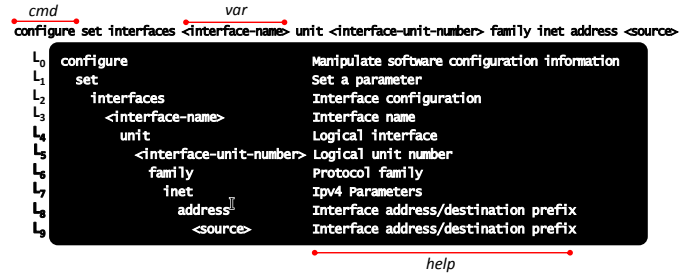 cmd var
configure set interfaces <interface-name> unit <interface-unit-number> family inet address <source>
L0 configure Manipulate software configuration information
L1 set Set a parameter
L2 interfaces Interface configuration
L3 <interface-name> Interface name
L4 unit Logical interface
L5 <interface-unit-number> Logical unit number
L6 family Protocol family
L7 inet Ipv4 Parameters
L8 address Interface address/destination prefix
L9 <source> Interface address/destination prefix
help